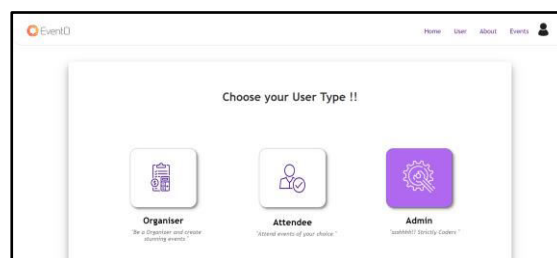 EventO
Home User About Events
Choose your User Type !!
Organiser
"Be a Organiser and create
stunning events."
Attendee
"Attend events of your choice."
Admin
"ssshhhh!! Strictly Coders."